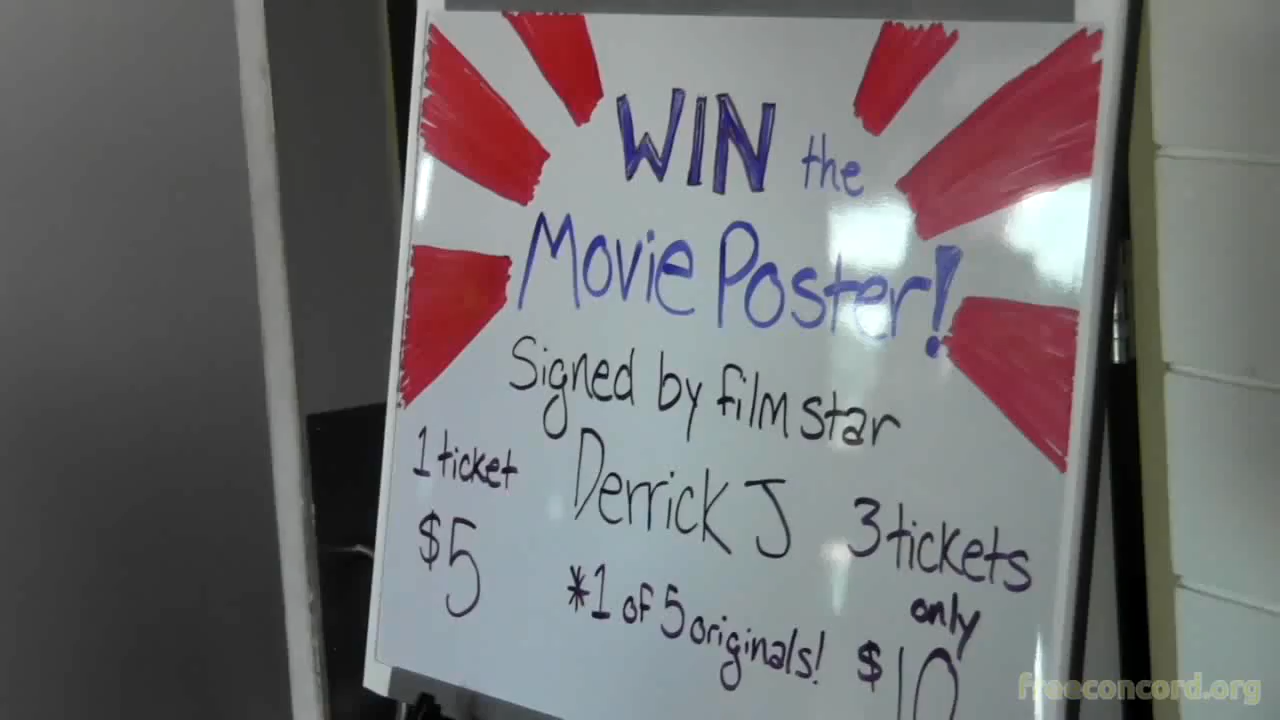 WIN the
Movie Poster!
Signed by film star
Derrick J
1 ticket
$5
*1 of 5 originals!
3 tickets
only
$10
freeconcord.org